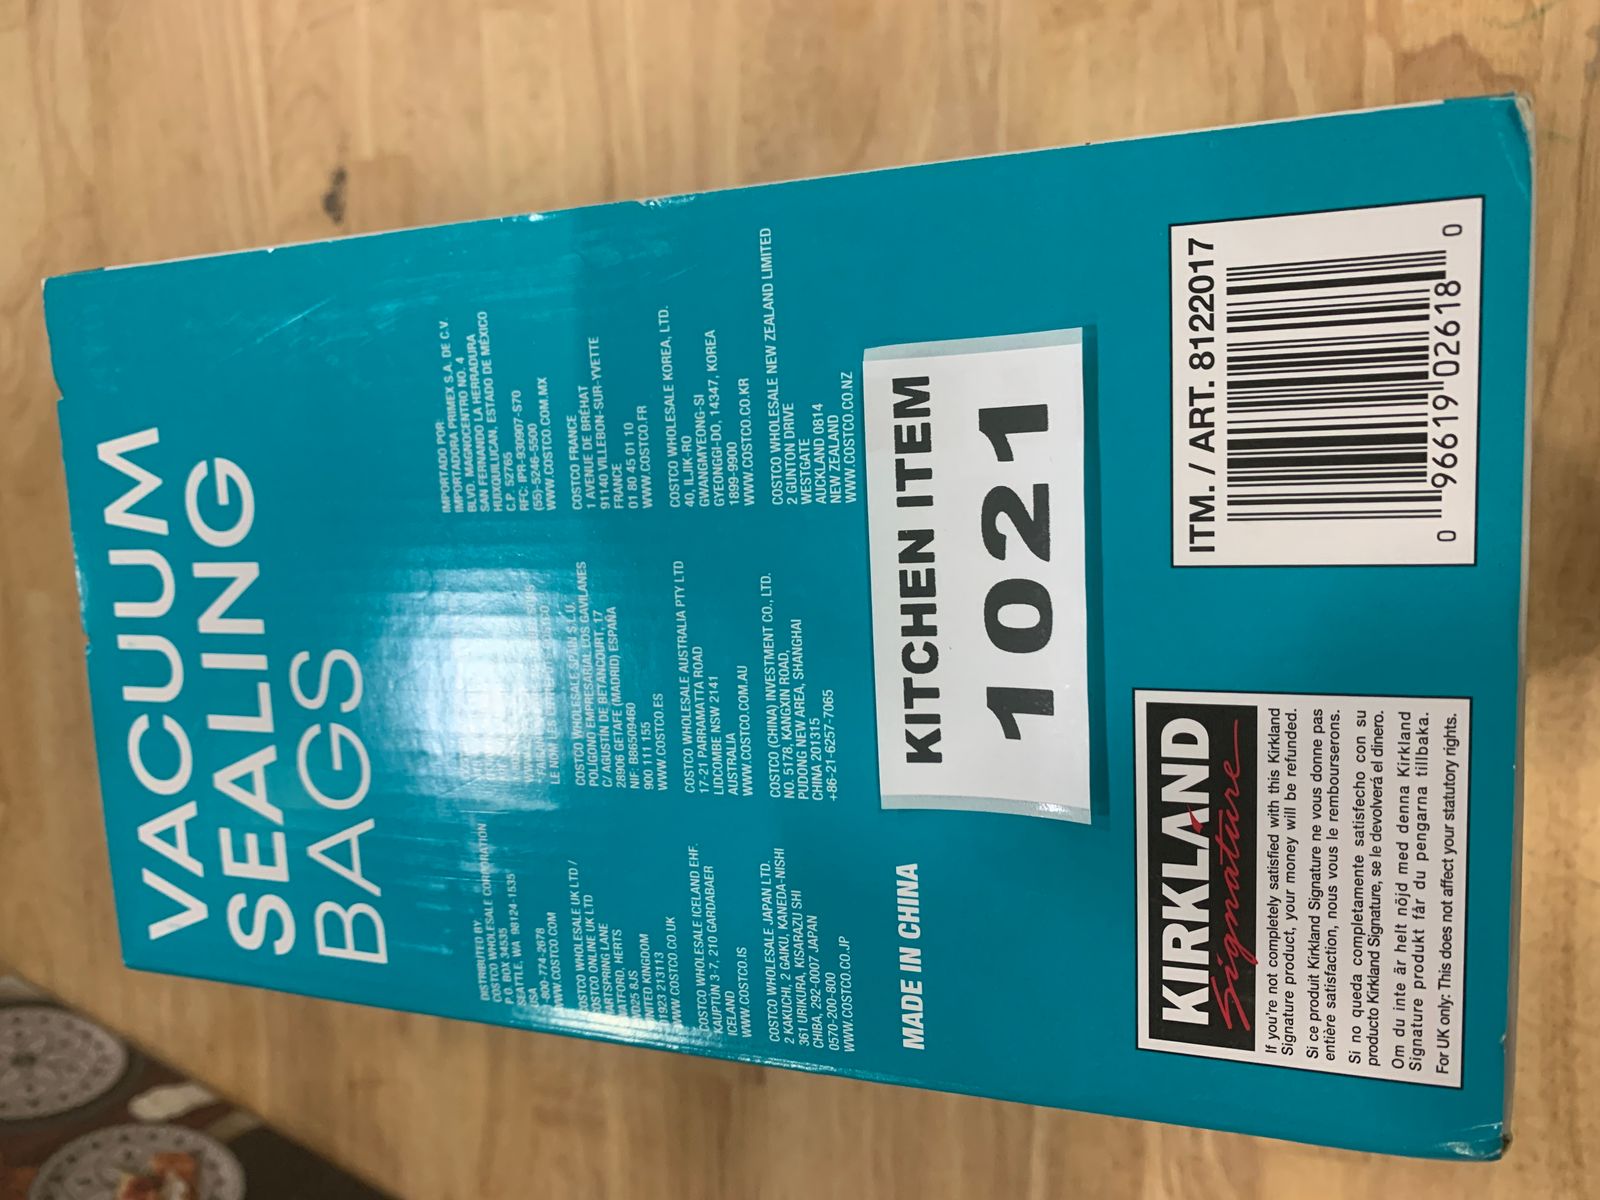 VACUUM
SEALING
BAGS
DISTRIBUTED BY:
COSTCO WHOLESALE CORPORATION
P.O. BOX 34535
SEATTLE, WA 98124-1535
USA
-800-774-2678
WWW.COSTCO.COM
COSTCO WHOLESALE UK LTD /
COSTCO ONLINE UK LTD
HARTSPRING LANE
WATFORD, HERTS
WD25 8JS
UNITED KINGDOM
01923 213113
WWW.COSTCO.CO.UK
COSTCO WHOLESALE ICELAND EHF.
KAUPTÚN 3-7, 210 GARDABAER
ICELAND
WWW.COSTCO.IS
COSTCO WHOLESALE JAPAN LTD.
2 KAKUCHI, 2 GAIKU, KANEDA-NISHI
361 URIKURA, KISARAZU SHI
CHIBA, 292-0007 JAPAN
0570-200-800
WWW.COSTCO.CO.JP
COSTCO WHOLESALE SPAIN S.L.U.
POLÍGONO EMPRESARIAL LOS GAVILANES
C/ AGUSTÍN DE BETANCOURT, 17
28906 GETAFE (MADRID) ESPAÑA
NIF: B86509460
900 111 155
WWW.COSTCO.ES
COSTCO WHOLESALE AUSTRALIA PTY LTD
17-21 PARRAMATTA ROAD
LIDCOMBE NSW 2141
AUSTRALIA
WWW.COSTCO.COM.AU
COSTCO (CHINA) INVESTMENT CO., LTD.
NO. 5178, KANGXIN ROAD,
PUDONG NEW AREA, SHANGHAI
CHINA 201315
+86-21-6257-7065
IMPORTADO POR:
IMPORTADORA PRIMEX S.A. DE C.V.
BLVD. MAGNOCENTRO NO. 4
SAN FERNANDO LA HERRADURA
HUIXQUILUCAN, ESTADO DE MÉXICO
C.P. 52765
RFC: IPR-930907-S70
(55)-5246-5500
WWW.COSTCO.COM.MX
COSTCO FRANCE
1 AVENUE DE BRÉHAT
91140 VILLEBON-SUR-YVETTE
FRANCE
01 80 45 01 10
WWW.COSTCO.FR
COSTCO WHOLESALE KOREA, LTD.
40, ILJIK-RO
GWANGMYEONG-SI
GYEONGGI-DO, 14347, KOREA
1899-9900
WWW.COSTCO.CO.KR
COSTCO WHOLESALE NEW ZEALAND LIMITED
2 GUNTON DRIVE
WESTGATE
AUCKLAND 0814
NEW ZEALAND
WWW.COSTCO.CO.NZ
MADE IN CHINA
KITCHEN ITEM
1021
KIRKLAND
Signature
If you're not completely satisfied with this Kirkland
Signature product, your money will be refunded.
Si ce produit Kirkland Signature ne vous donne pas
entière satisfaction, nous vous le rembourserons.
Si no queda completamente satisfecho con su
producto Kirkland Signature, se le devolverá el dinero.
Om du inte är helt nöjd med denna Kirkland
Signature produkt får du pengarna tillbaka.
For UK only: This does not affect your statutory rights.
ITM. / ART. 8122017
0 96619 02618 0